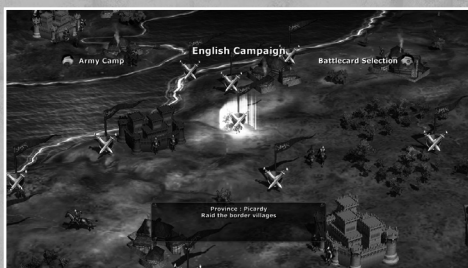 English Campaign
Army Camp
Battlecard Selection
Province : Picardy
Raid the border villages